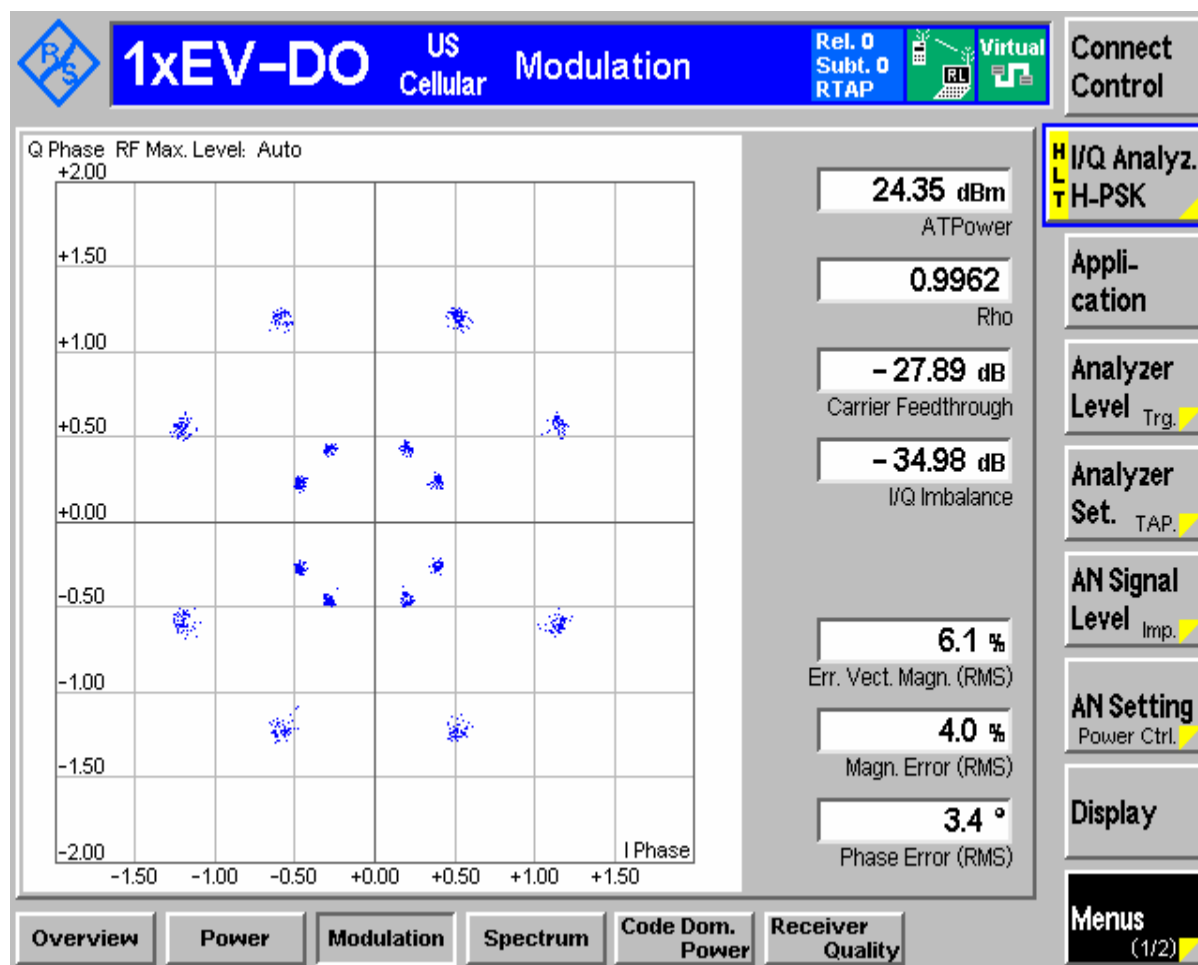 R&S
1xEV-DO
US
Cellular
Modulation
Rel. 0
Subt. 0
RTAP
RL
Virtual
Connect
Control
Q Phase RF Max. Level: Auto
+2.00
+1.50
+1.00
+0.50
+0.00
-0.50
-1.00
-1.50
-2.00
I Phase
-1.50 -1.00 -0.50 +0.00 +0.50 +1.00 +1.50
24.35 dBm
ATPower
0.9962
Rho
- 27.89 dB
Carrier Feedthrough
- 34.98 dB
I/Q Imbalance
6.1 %
Err. Vect. Magn. (RMS)
4.0 %
Magn. Error (RMS)
3.4 °
Phase Error (RMS)
HLT
I/Q Analyz.
H-PSK
Appli-
cation
Analyzer
Level Trg.
Analyzer
Set. TAP.
AN Signal
Level Imp.
AN Setting
Power Ctrl.
Display
Menus
(1/2)
Overview
Power
Modulation
Spectrum
Code Dom.
Power
Receiver
Quality